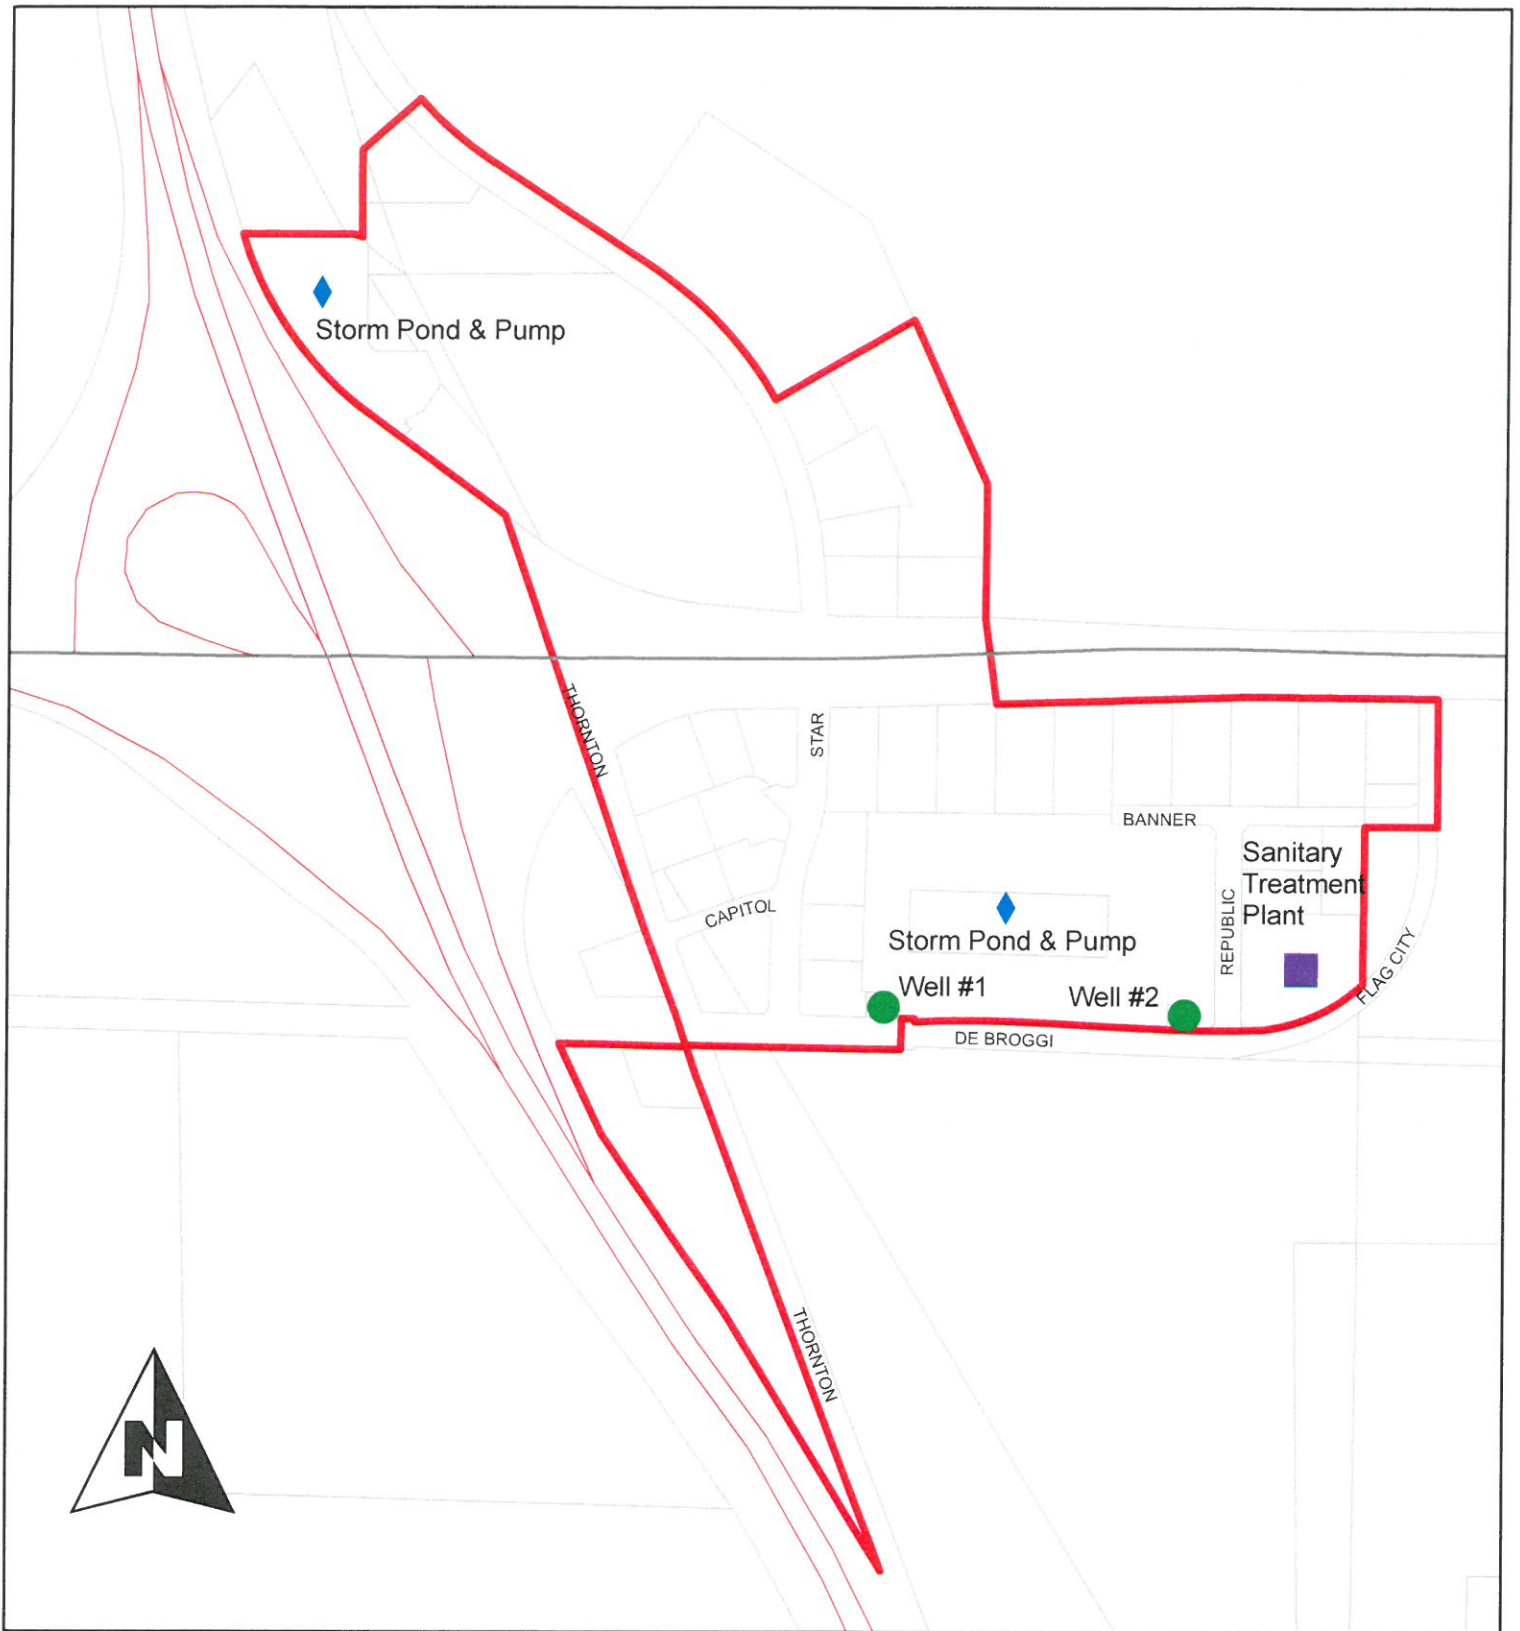 Storm Pond & Pump
THORNTON
STAR
BANNER
Sanitary
Treatment
Plant
CAPITOL
REPUBLIC
Storm Pond & Pump
FLAG CITY
Well #1
Well #2
DE BROGGI
THORNTON
N